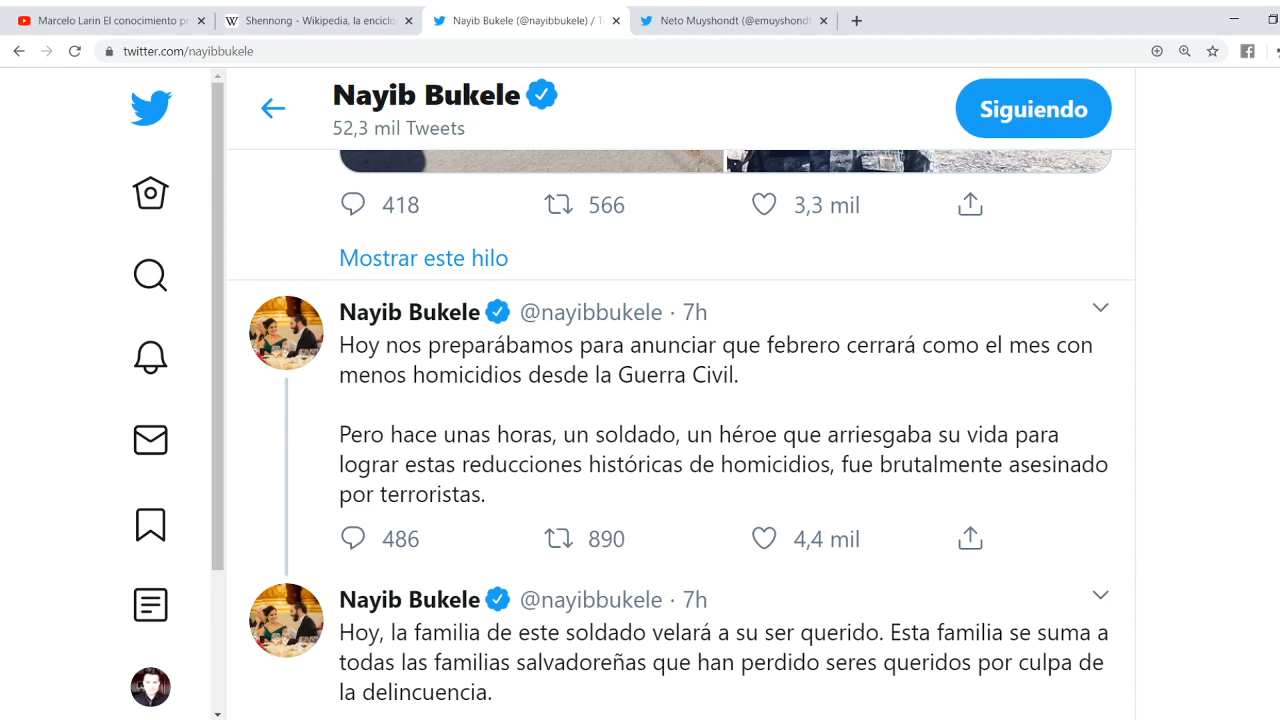 Marcelo Larin El conocimiento pr
Shennong - Wikipedia, la enciclop
Nayib Bukele (@nayibbukele) / Tw
Neto Muyshondt (@emuyshondt
twitter.com/nayibbukele
Nayib Bukele
52,3 mil Tweets
Siguiendo
418 566 3,3 mil
Mostrar este hilo
Nayib Bukele @nayibbukele · 7h
Hoy nos preparábamos para anunciar que febrero cerrará como el mes con
menos homicidios desde la Guerra Civil.
Pero hace unas horas, un soldado, un héroe que arriesgaba su vida para
lograr estas reducciones históricas de homicidios, fue brutalmente asesinado
por terroristas.
486 890 4,4 mil
Nayib Bukele @nayibbukele · 7h
Hoy, la familia de este soldado velará a su ser querido. Esta familia se suma a
todas las familias salvadoreñas que han perdido seres queridos por culpa de
la delincuencia.